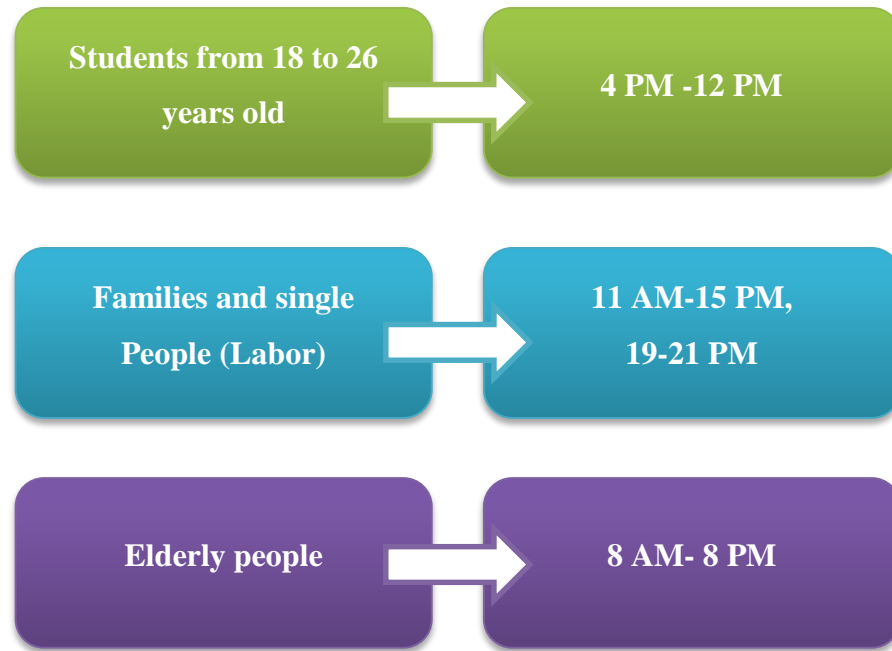 Students from 18 to 26
years old
4 PM -12 PM
Families and single
People (Labor)
11 AM-15 PM,
19-21 PM
Elderly people
8 AM- 8 PM